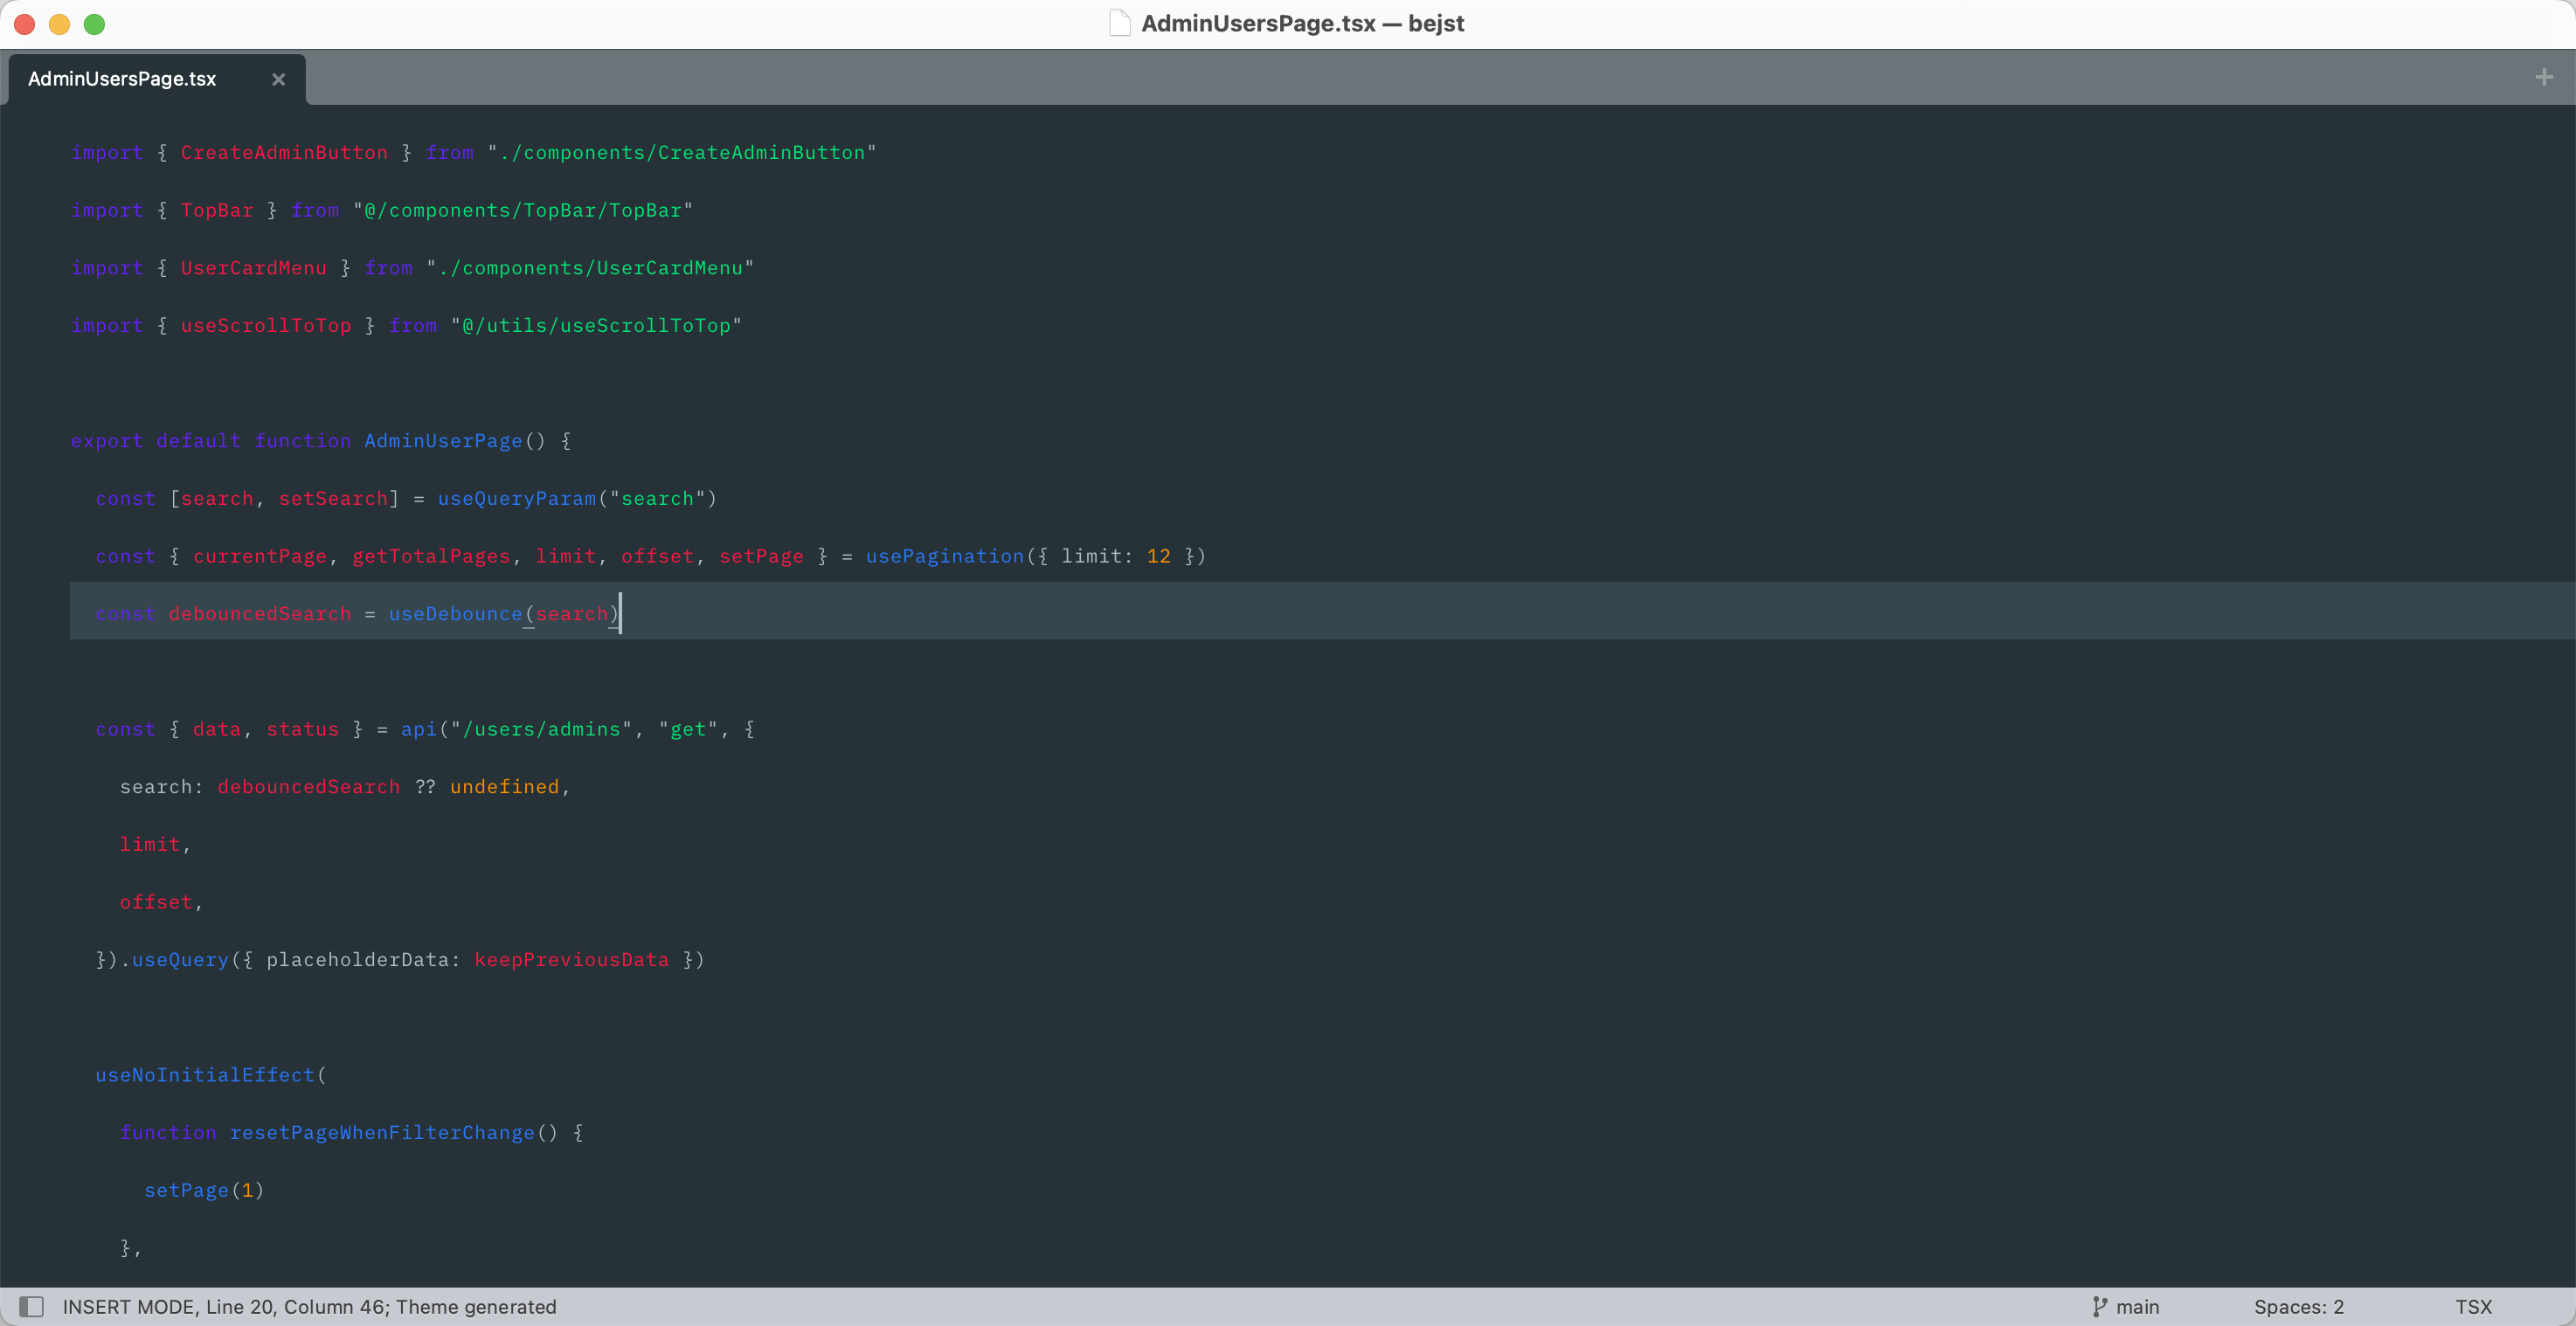 AdminUsersPage.tsx — bejst
AdminUsersPage.tsx
import { CreateAdminButton } from "./components/CreateAdminButton"
import { TopBar } from "@/components/TopBar/TopBar"
import { UserCardMenu } from "./components/UserCardMenu"
import { useScrollToTop } from "@/utils/useScrollToTop"
export default function AdminUserPage() {
  const [search, setSearch] = useQueryParam("search")
  const { currentPage, getTotalPages, limit, offset, setPage } = usePagination({ limit: 12 })
  const debouncedSearch = useDebounce(search)
  const { data, status } = api("/users/admins", "get", {
    search: debouncedSearch ?? undefined,
    limit,
    offset,
  }).useQuery({ placeholderData: keepPreviousData })
  useNoInitialEffect(
    function resetPageWhenFilterChange() {
      setPage(1)
    },
INSERT MODE, Line 20, Column 46; Theme generated
main
Spaces: 2
TSX